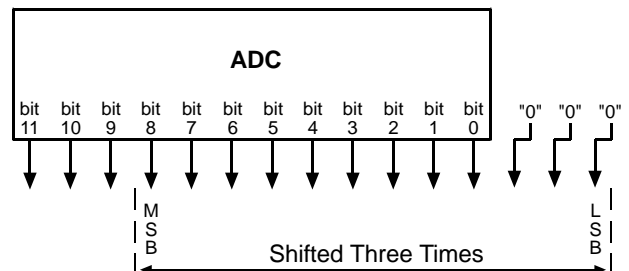 ADC
bit bit bit bit bit bit bit bit bit bit bit bit "0" "0" "0"
11 10 9 8 7 6 5 4 3 2 1 0
MSB
LSB
Shifted Three Times